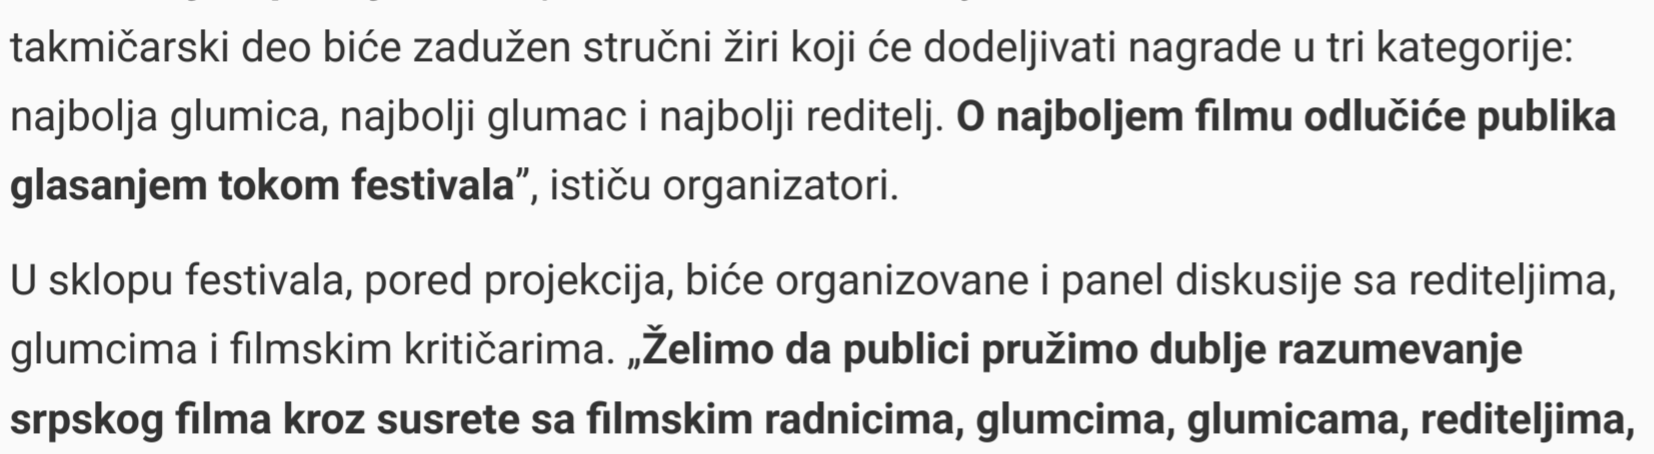 takmičarski deo biće zadužen stručni žiri koji će dodeljivati nagrade u tri kategorije:
najbolja glumica, najbolji glumac i najbolji reditelj. O najboljem filmu odlučiće publika
glasanjem tokom festivala”, ističu organizatori.
U sklopu festivala, pored projekcija, biće organizovane i panel diskusije sa rediteljima,
glumcima i filmskim kritičarima. „Želimo da publici pružimo dublje razumevanje
srpskog filma kroz susrete sa filmskim radnicima, glumcima, glumicama, rediteljima,